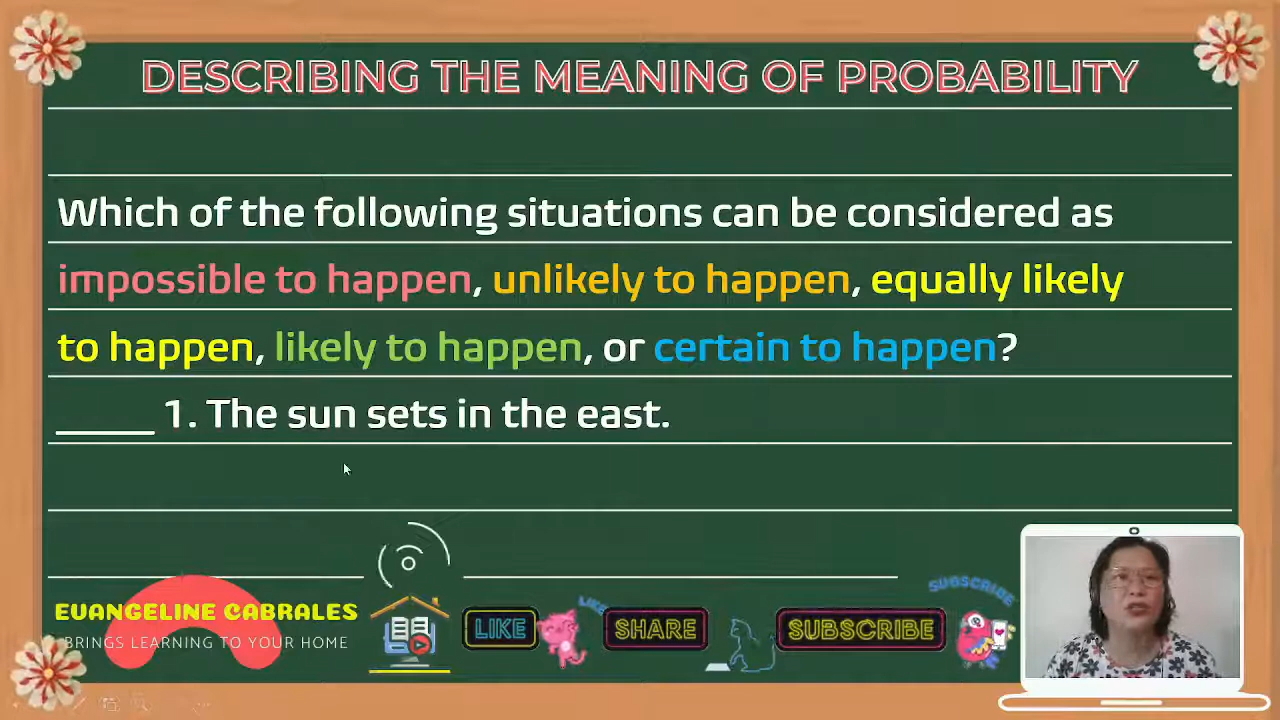 DESCRIBING THE MEANING OF PROBABILITY
Which of the following situations can be considered as
impossible to happen, unlikely to happen, equally likely
to happen, likely to happen, or certain to happen?
_____ 1. The sun sets in the east.
EUANGELINE CABRALES
BRINGS LEARNING TO YOUR HOME
LIKE
LIKE
SHARE
SUBSCRIBE
SUBSCRIBE